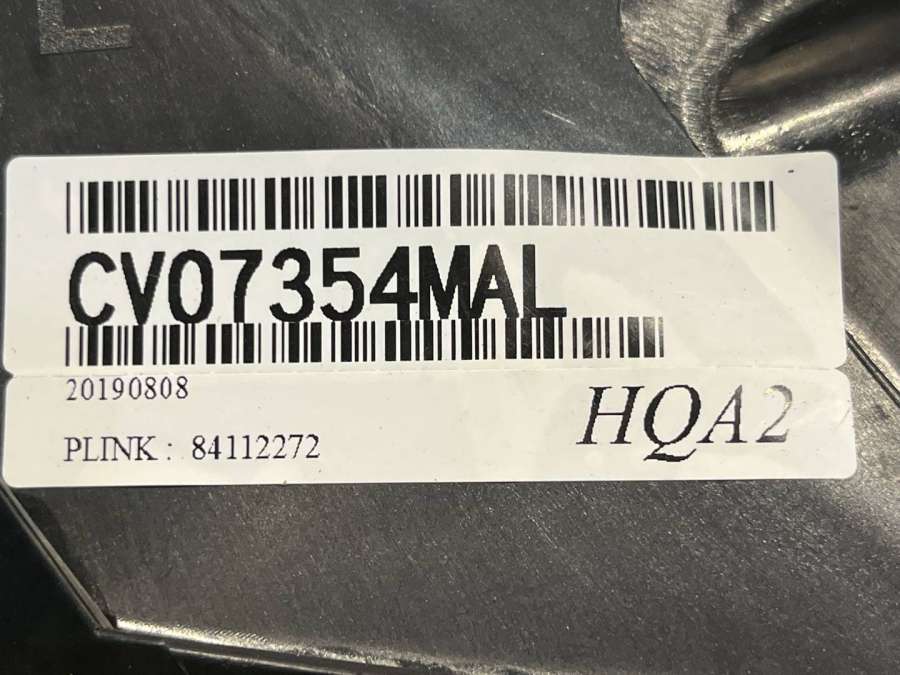 L
CV07354MAL
20190808
HQA2
PLINK : 84112272